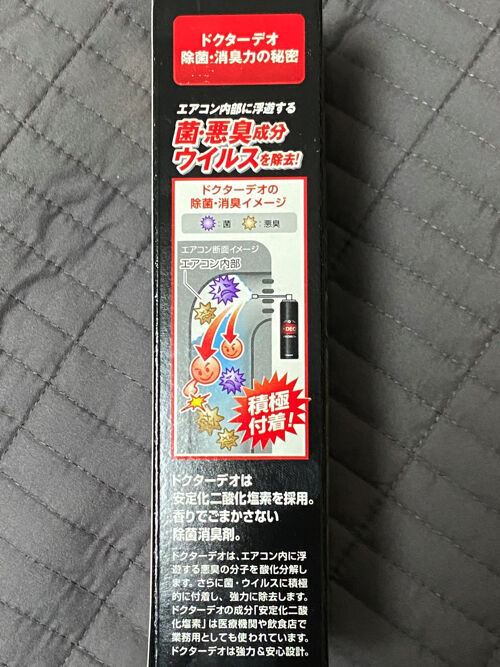 ドクターデオ
除菌・消臭力の秘密
エアコン内部に浮遊する
菌・悪臭成分
ウイルスを除去!
ドクターデオの
除菌・消臭イメージ
:菌 :悪臭
エアコン断面イメージ
エアコン内部
DEO
積極
付着!
ドクターデオは
安定化二酸化塩素を採用。
香りでごまかさない
除菌消臭剤。
ドクターデオは、エアコン内に浮
遊する悪臭の分子を酸化分解し
ます。さらに菌・ウイルスに積極
的に付着し、強力に除去します。
ドクターデオの成分「安定化二酸
化塩素」は医療機関や飲食店で
業務用としても使われています。
ドクターデオは強力&安心設計。